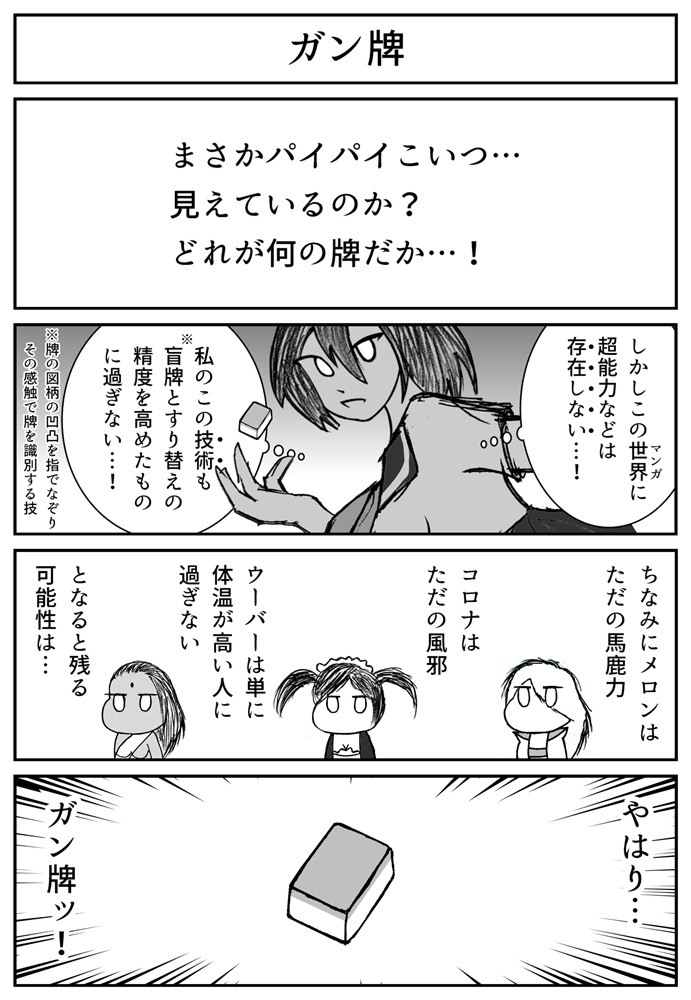 ガン牌
まさかパイパイこいつ…
見えているのか？
どれが何の牌だか…！
しかしこの世界に
マンガ
超能力などは
存在しない…！
私のこの技術も
※
盲牌とすり替えの
精度を高めたもの
に過ぎない…！
※牌の図柄の凹凸を指でなぞり
その感触で牌を識別する技
ちなみにメロンは
ただの馬鹿力
コロナは
ただの風邪
ウーバーは単に
体温が高い人に
過ぎない
となると残る
可能性は…
やはり…
ガン牌ッ！